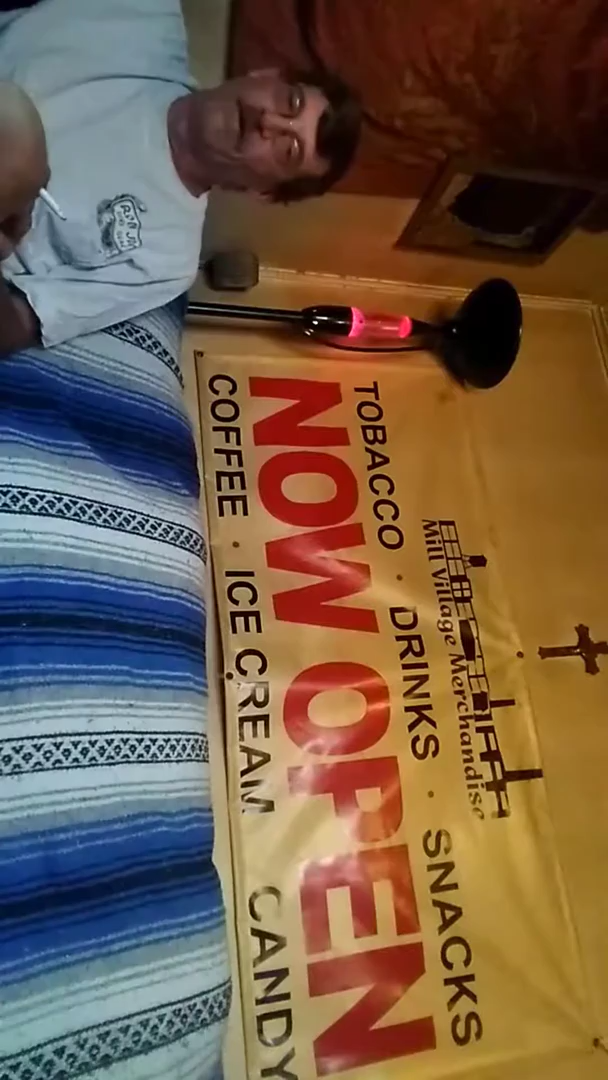 Mill Village Merchandise
TOBACCO · DRINKS · SNACKS
NOW OPEN
COFFEE · ICE CREAM CANDY